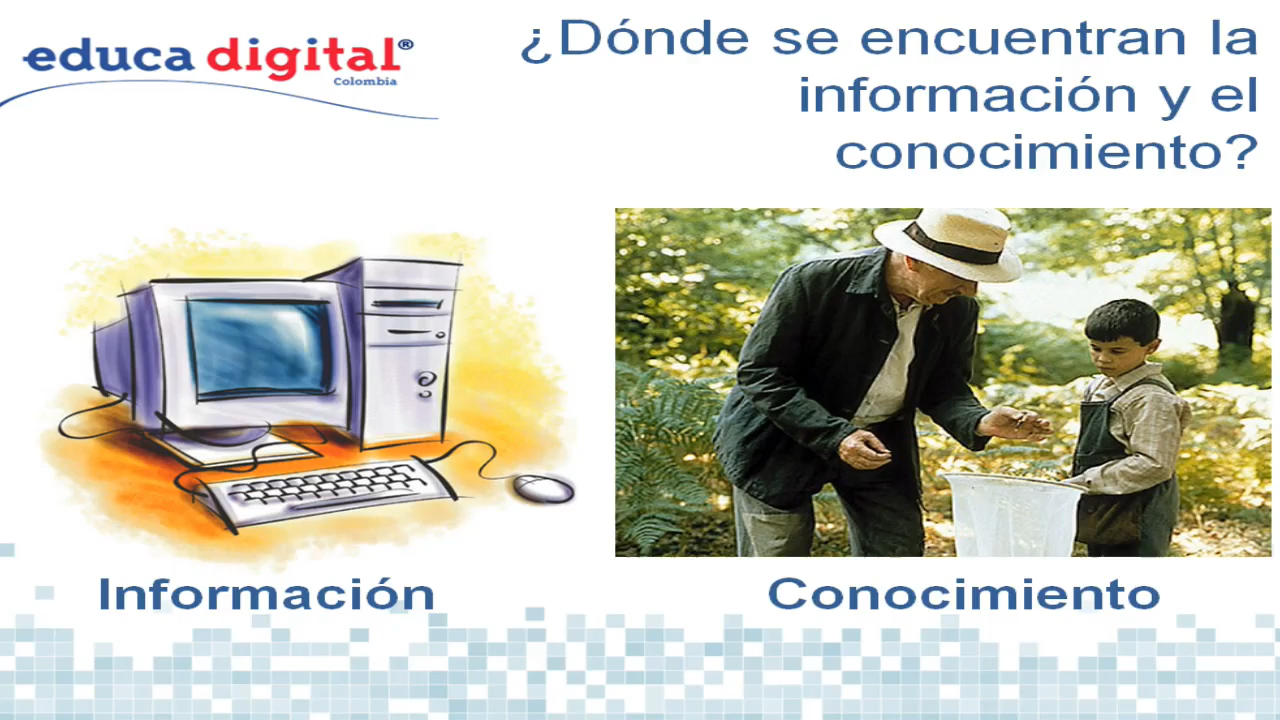 educa digital®
Colombia
¿Dónde se encuentran la
información y el
conocimiento?
Información
Conocimiento